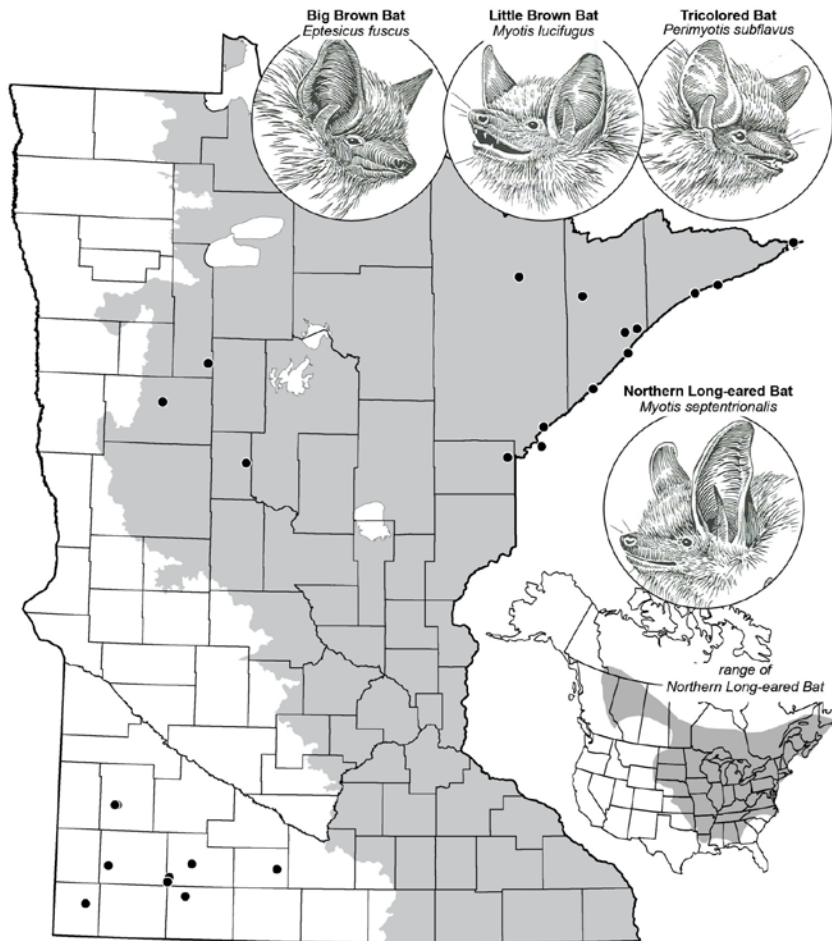 Big Brown Bat
Eptesicus fuscus
Little Brown Bat
Myotis lucifugus
Tricolored Bat
Perimyotis subflavus
Northern Long-eared Bat
Myotis septentrionalis
range of
Northern Long-eared Bat